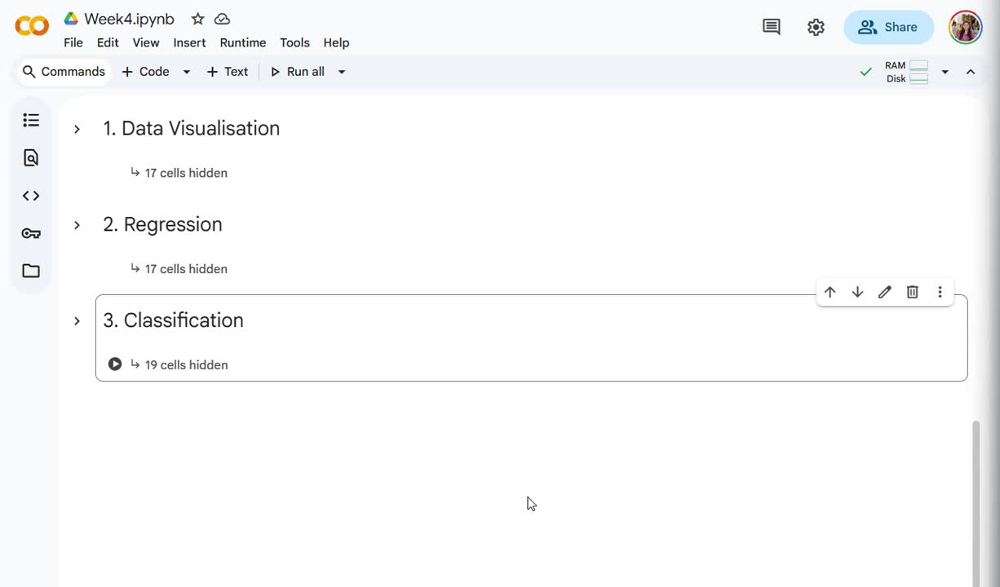 Week4.ipynb
File Edit View Insert Runtime Tools Help
Share
Commands + Code + Text Run all
RAM
Disk
1. Data Visualisation
17 cells hidden
2. Regression
17 cells hidden
3. Classification
19 cells hidden